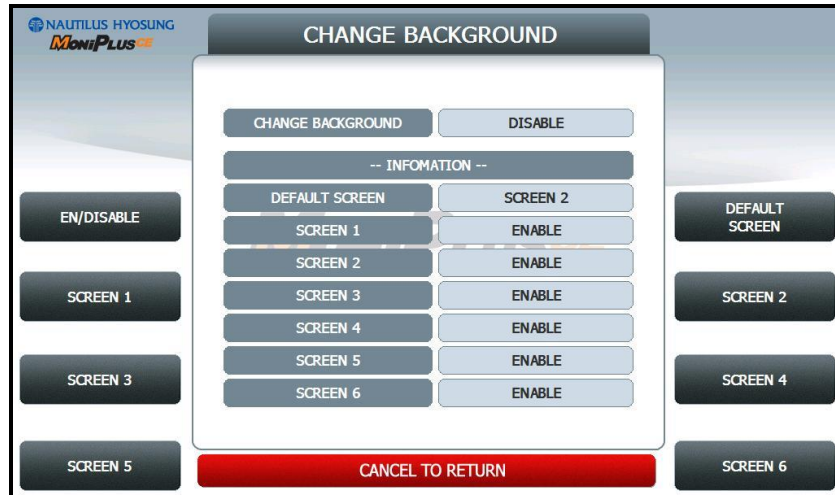 NAUTILUS HYOSUNG
MoniPlusCE
CHANGE BACKGROUND
CHANGE BACKGROUND DISABLE
-- INFOMATION --
DEFAULT SCREEN SCREEN 2
SCREEN 1 ENABLE
SCREEN 2 ENABLE
SCREEN 3 ENABLE
SCREEN 4 ENABLE
SCREEN 5 ENABLE
SCREEN 6 ENABLE
EN/DISABLE
SCREEN 1
SCREEN 3
SCREEN 5
DEFAULT
SCREEN
SCREEN 2
SCREEN 4
SCREEN 6
CANCEL TO RETURN